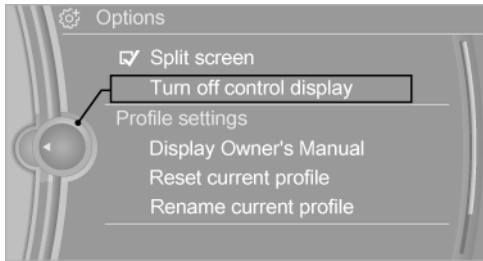 Options
Split screen
Turn off control display
Profile settings
Display Owner's Manual
Reset current profile
Rename current profile